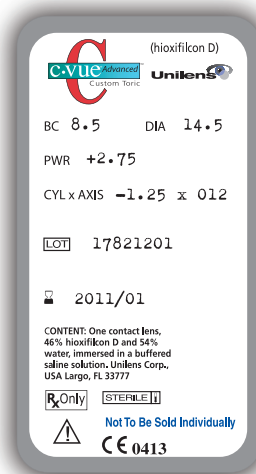 (hioxifilcon D)
C
c·vue Advanced
Custom Toric
Unilens
BC 8.5 DIA 14.5
PWR +2.75
CYL x AXIS -1.25 x 012
LOT 17821201
2011/01
CONTENT: One contact lens,
46% hioxifilcon D and 54%
water, immersed in a buffered
saline solution. Unilens Corp.,
USA Largo, FL 33777
Rx Only STERILE
Not To Be Sold Individually
CE 0413